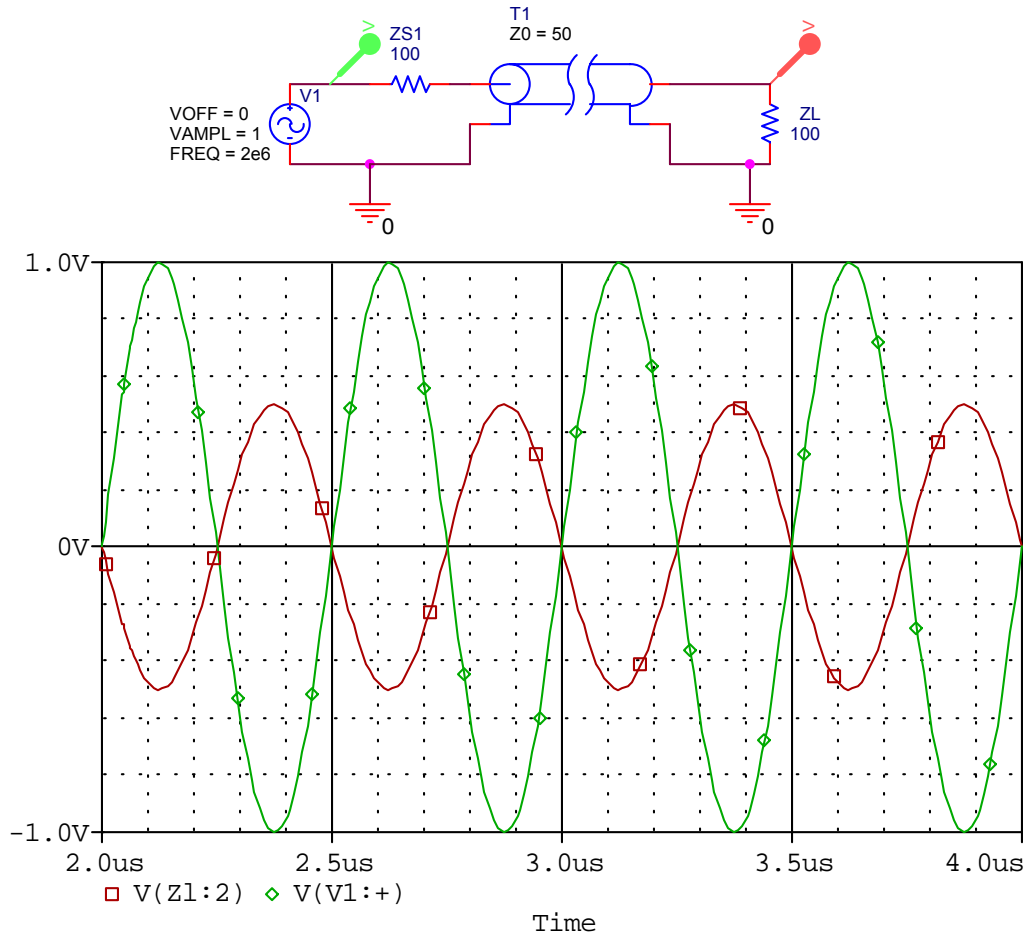 T1
Z0 = 50
ZS1
100
V
V
V1
VOFF = 0
VAMPL = 1
FREQ = 2e6
ZL
100
0
0
1.0V
0V
-1.0V
2.0us 2.5us 3.0us 3.5us 4.0us
V(Zl:2) V(V1:+)
Time